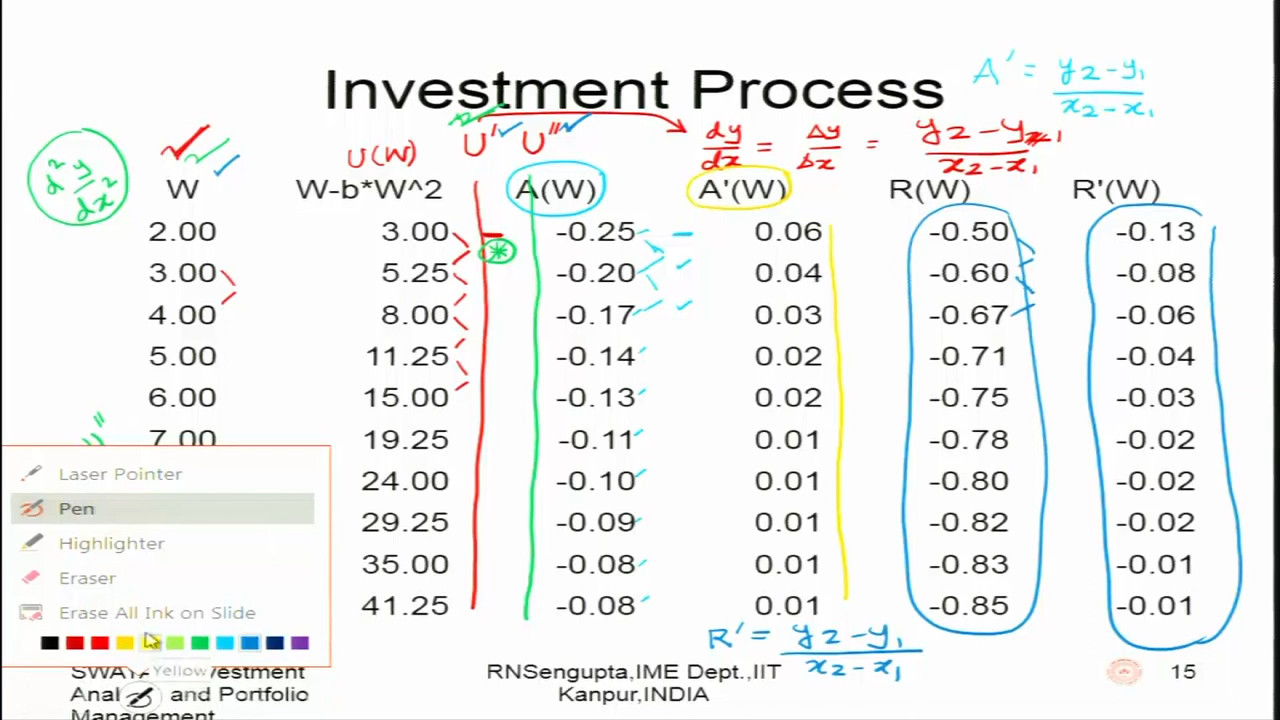 Investment Process
A' = y2-y1 / x2-x1
U' U'' dy/dx = Δy/Δx = y2-y1 / x2-x1
d²y/dx²
U(W)
W W-b*W^2 A(W) A'(W) R(W) R'(W)
2.00 3.00 -0.25 0.06 -0.50 -0.13
3.00 5.25 -0.20 0.04 -0.60 -0.08
4.00 8.00 -0.17 0.03 -0.67 -0.06
5.00 11.25 -0.14 0.02 -0.71 -0.04
6.00 15.00 -0.13 0.02 -0.75 -0.03
7.00 19.25 -0.11 0.01 -0.78 -0.02
24.00 -0.10 0.01 -0.80 -0.02
29.25 -0.09 0.01 -0.82 -0.02
35.00 -0.08 0.01 -0.83 -0.01
41.25 -0.08 0.01 -0.85 -0.01
Laser Pointer
Pen
Highlighter
Eraser
Erase All Ink on Slide
Yellow
R' = y2-y1 / x2-x1
and Portfolio
Management
RNSengupta,IME Dept.,IIT
Kanpur,INDIA
15